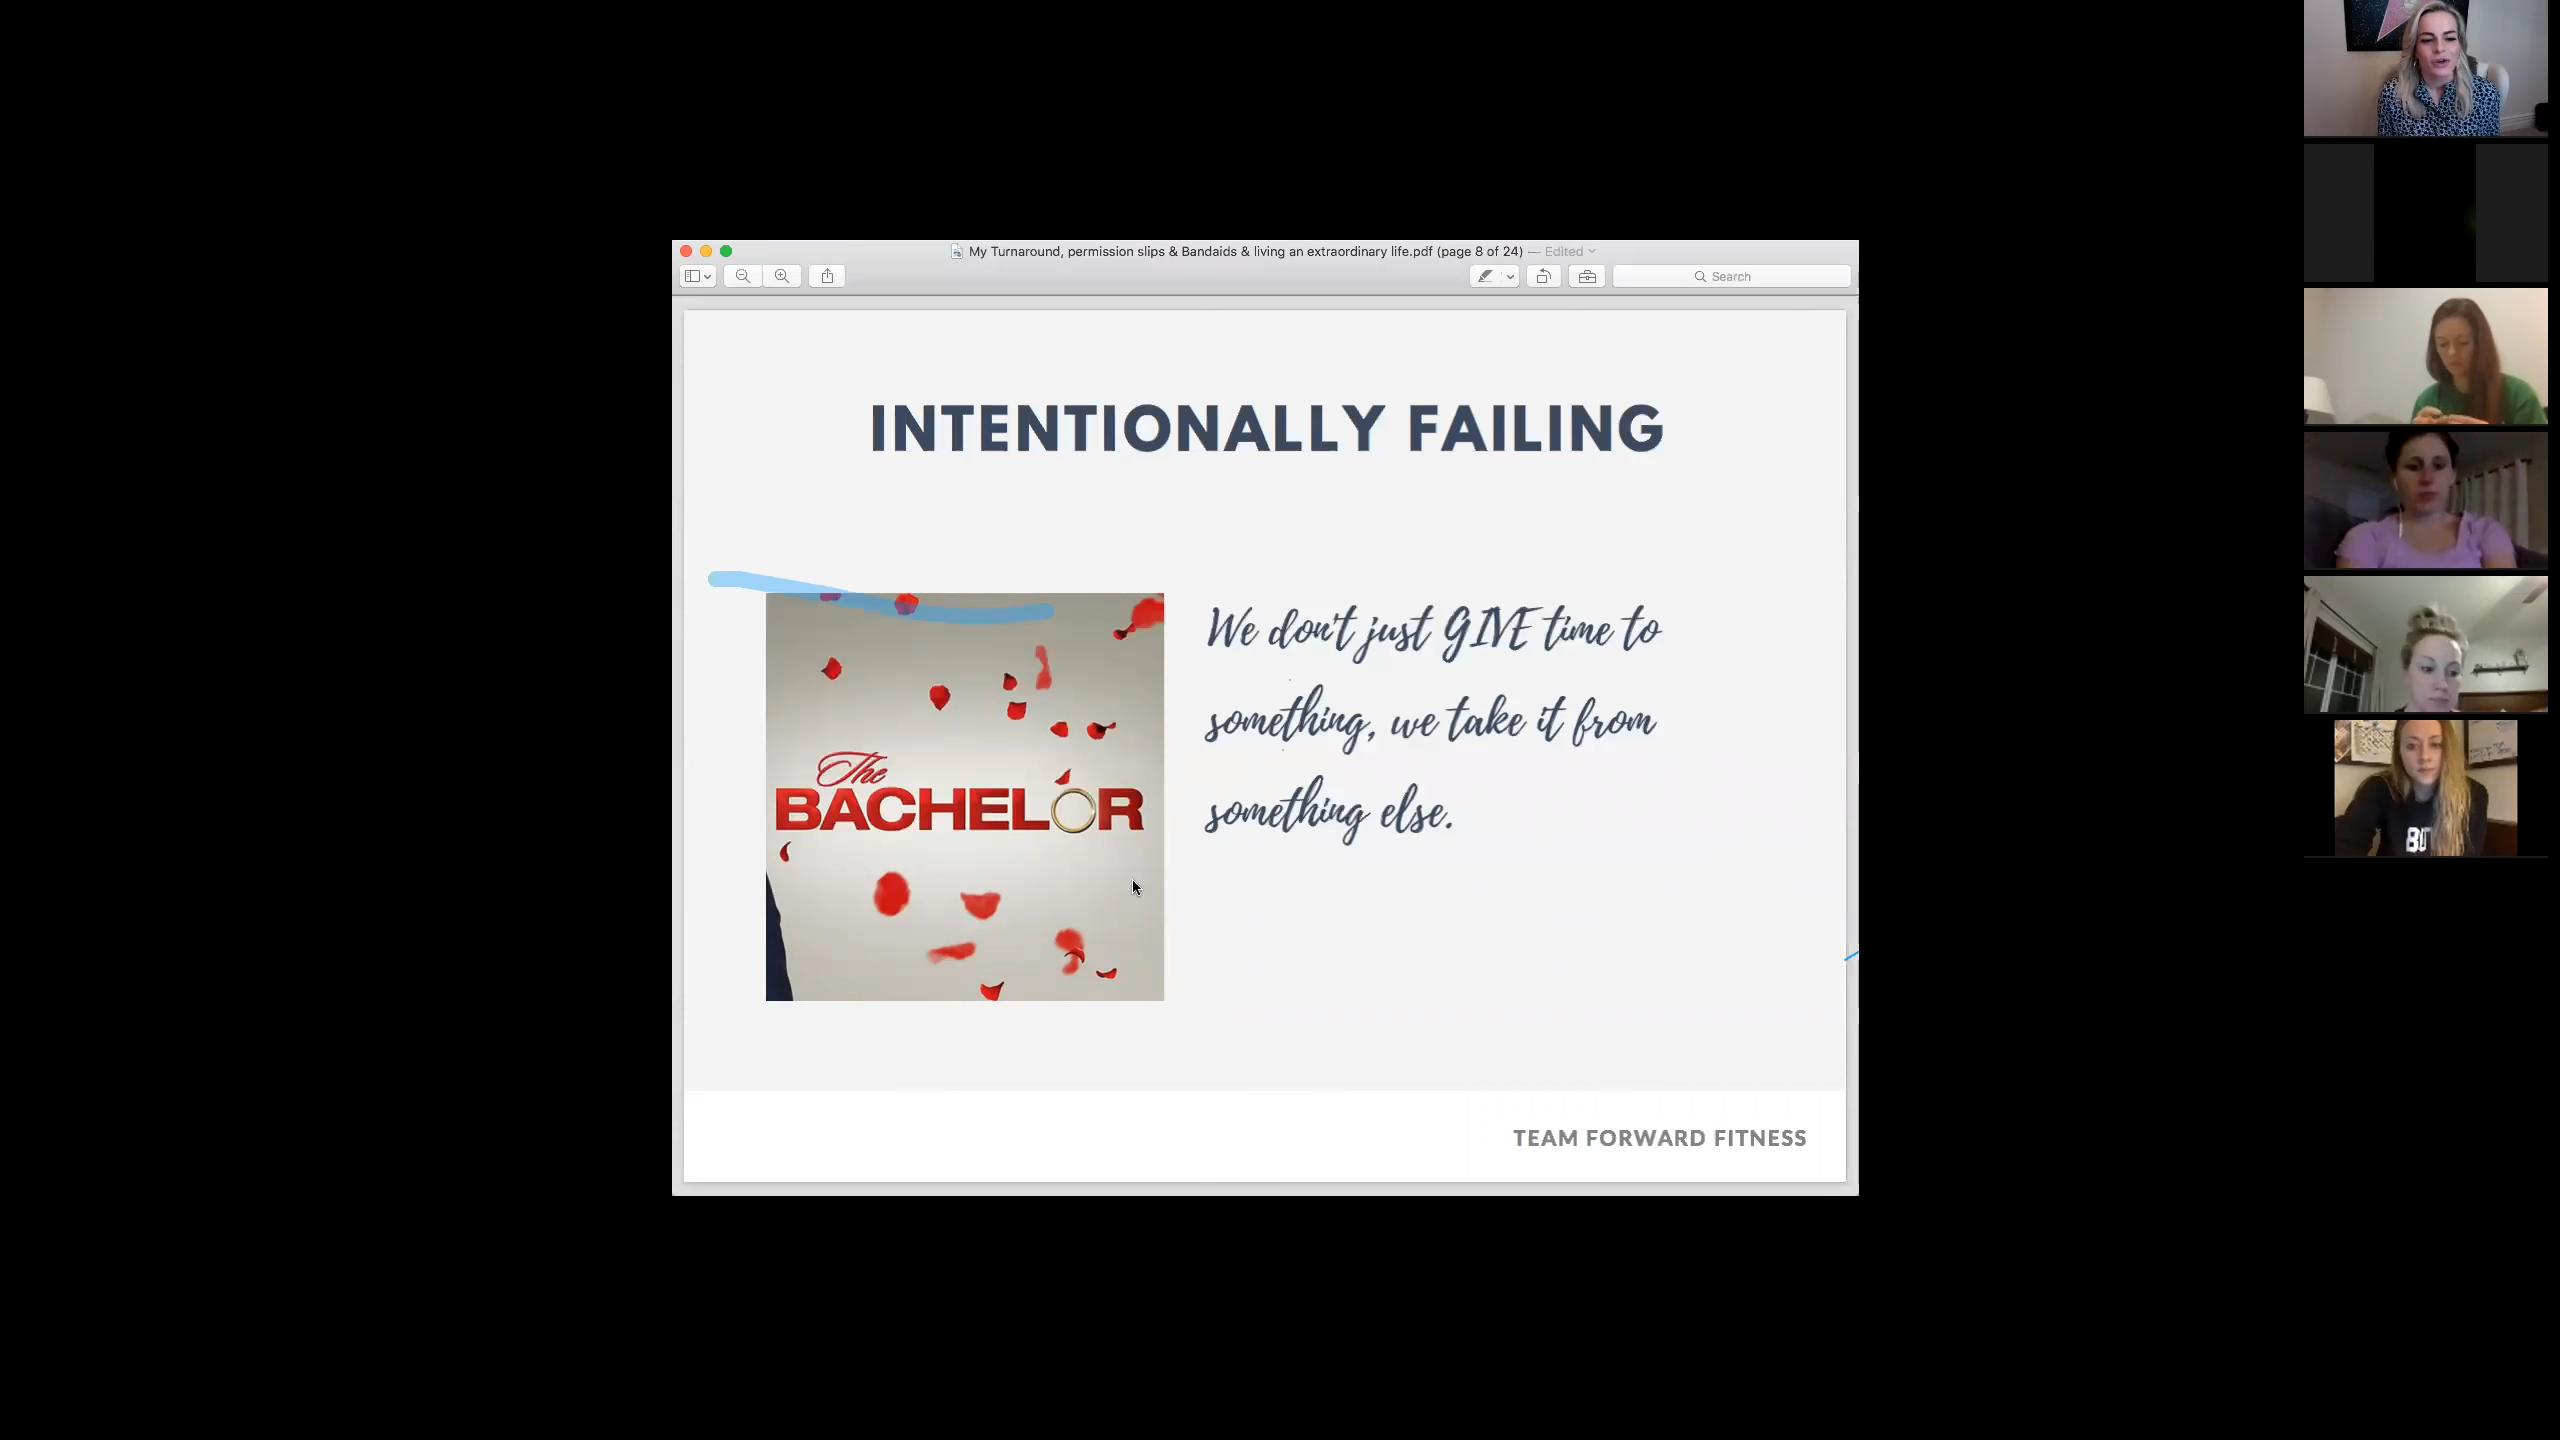 My Turnaround, permission slips & Bandaids & living an extraordinary life.pdf (page 8 of 24) — Edited
Search
INTENTIONALLY FAILING
We don't just GIVE time to
something, we take it from
something else.
The
BACHELOR
TEAM FORWARD FITNESS